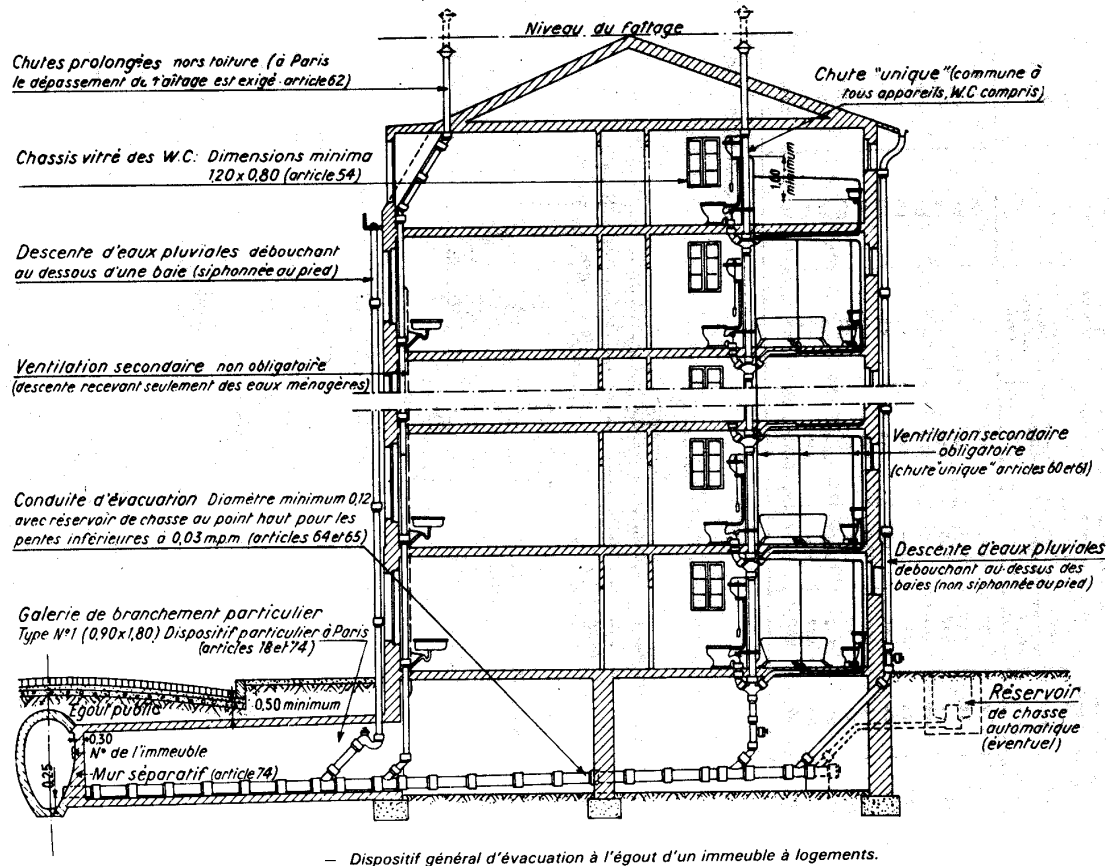 Niveau du faîtage
Chutes prolongées hors toiture (à Paris
le dépassement du faîtage est exigé article 62)
Chute "unique" (commune à
tous appareils, W.C compris)
Chassis vitré des W.C: Dimensions minima
1,20 x 0,80 (article 54)
1,00
minimum
Descente d'eaux pluviales débouchant
au dessous d'une baie (siphonnée au pied)
Ventilation secondaire non obligatoire
(descente recevant seulement des eaux ménagères)
Ventilation secondaire
obligatoire
(chute "unique" articles 60 et 61)
Conduite d'évacuation Diamètre minimum 0,12
avec réservoir de chasse au point haut pour les
pentes inférieures à 0,03 m p.m (articles 64 et 65)
Descente d'eaux pluviales
débouchant au dessus des
baies (non siphonnée au pied)
Galerie de branchement particulier
Type N°1 (0,90 x 1,80) Dispositif particulier à Paris
(articles 18 et 74)
Egout public
0,50 minimum
0,30
N° de l'immeuble
Mur séparatif (article 74)
0,25
Réservoir
de chasse
automatique
(éventuel)
— Dispositif général d'évacuation à l'égout d'un immeuble à logements.